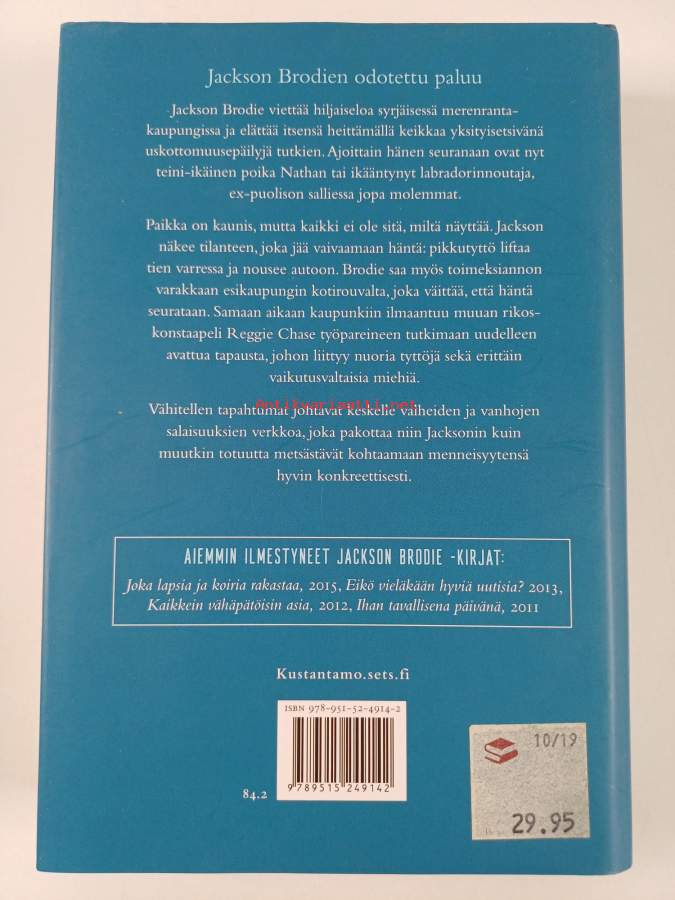 Jackson Brodien odotettu paluu
Jackson Brodie viettää hiljaiseloa syrjäisessä merenranta-
kaupungissa ja elättää itsensä heittämällä keikkaa yksityisetsivänä
uskottomuusepäilyjä tutkien. Ajoittain hänen seuranaan ovat nyt
teini-ikäinen poika Nathan tai ikääntynyt labradorinnoutaja,
ex-puolison salliessa jopa molemmat.
Paikka on kaunis, mutta kaikki ei ole sitä, miltä näyttää. Jackson
näkee tilanteen, joka jää vaivaamaan häntä: pikkutyttö liftaa
tien varressa ja nousee autoon. Brodie saa myös toimeksiannon
varakkaan esikaupungin kotirouvalta, joka väittää, että häntä
seurataan. Samaan aikaan kaupunkiin ilmaantuu muuan rikos-
konstaapeli Reggie Chase työpareineen tutkimaan uudelleen
avattua tapausta, johon liittyy nuoria tyttöjä sekä erittäin
vaikutusvaltaisia miehiä.
Antikvariaatti.net
Vähitellen tapahtumat johtavat keskelle valheiden ja vanhojen
salaisuuksien verkkoa, joka pakottaa niin Jacksonin kuin
muutkin totuutta metsästävät kohtaamaan menneisyytensä
hyvin konkreettisesti.
AIEMMIN ILMESTYNEET JACKSON BRODIE -KIRJAT:
Joka lapsia ja koiria rakastaa, 2015, Eikö vieläkään hyviä uutisia? 2013,
Kaikkein vähäpätöisin asia, 2012, Ihan tavallisena päivänä, 2011
Kustantamo.sets.fi
ISBN 978-951-52-4914-2
84.2
9 789515 249142
10/19
29.95